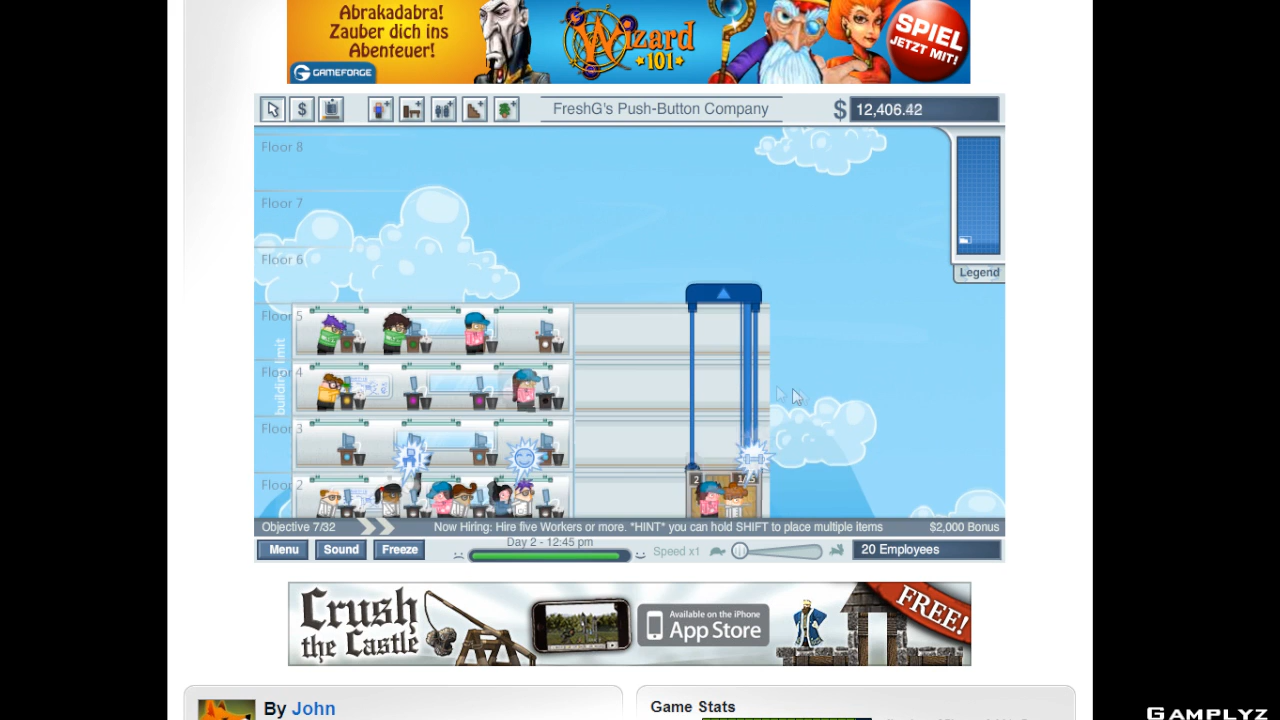 Abrakadabra!
Zauber dich ins
Abenteuer!
GAMEFORGE
Wizard
101
SPIEL
JETZT MIT!
$
FreshG's Push-Button Company
$ 12,406.42
Floor 8
Floor 7
Floor 6
Legend
Floor 5
Floor 4
building limit
Floor 3
Floor 2
2
1/5
Objective 7/32
Now Hiring: Hire five Workers or more. *HINT* you can hold SHIFT to place multiple items
$2,000 Bonus
Menu
Sound
Freeze
Day 2 - 12:45 pm
Speed x1
20 Employees
Crush
the Castle
Available on the iPhone
App Store
FREE!
By John
Game Stats
Gamplyz